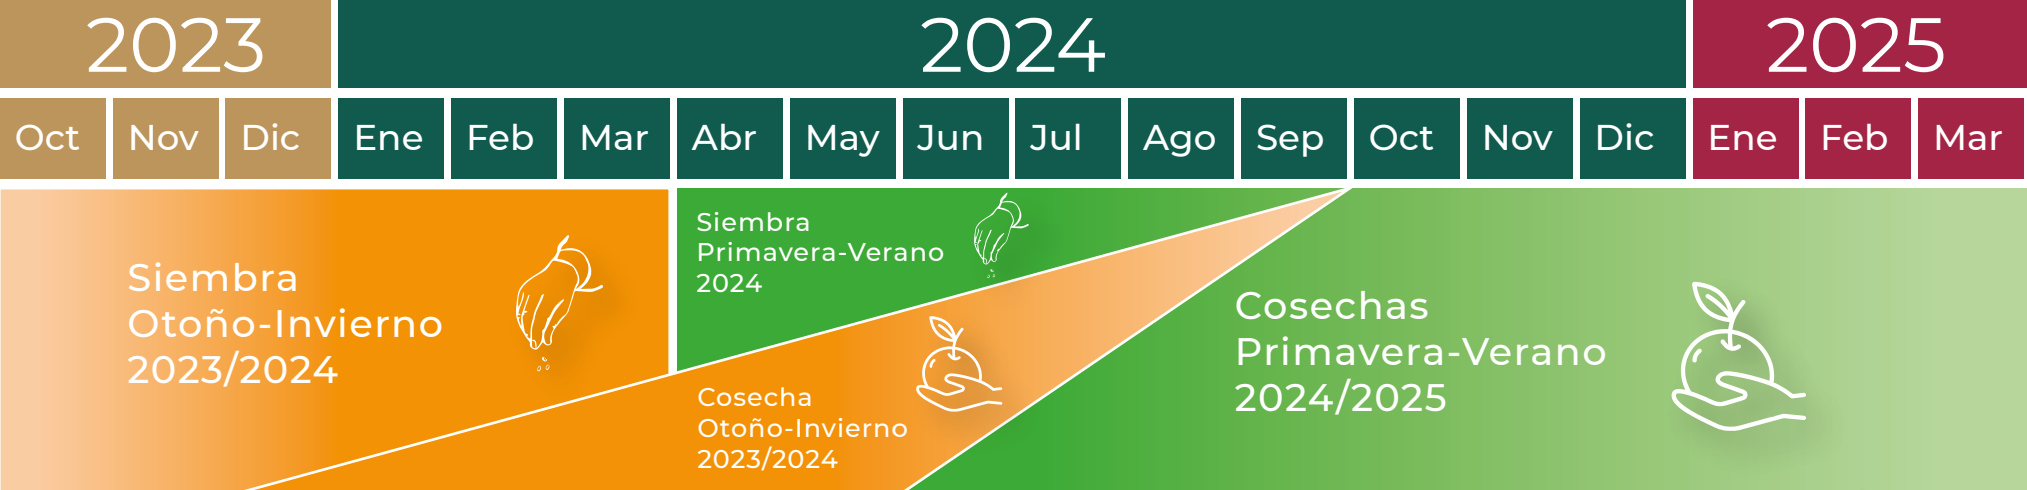 2023 2024 2025
Oct Nov Dic Ene Feb Mar Abr May Jun Jul Ago Sep Oct Nov Dic Ene Feb Mar
Siembra
Otoño-Invierno
2023/2024
Siembra
Primavera-Verano
2024
Cosecha
Otoño-Invierno
2023/2024
Cosechas
Primavera-Verano
2024/2025